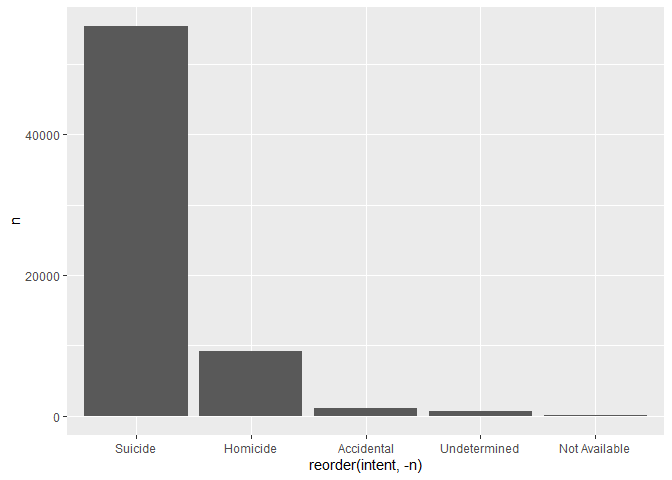 n
40000
20000
0
Suicide Homicide Accidental Undetermined Not Available
reorder(intent, -n)